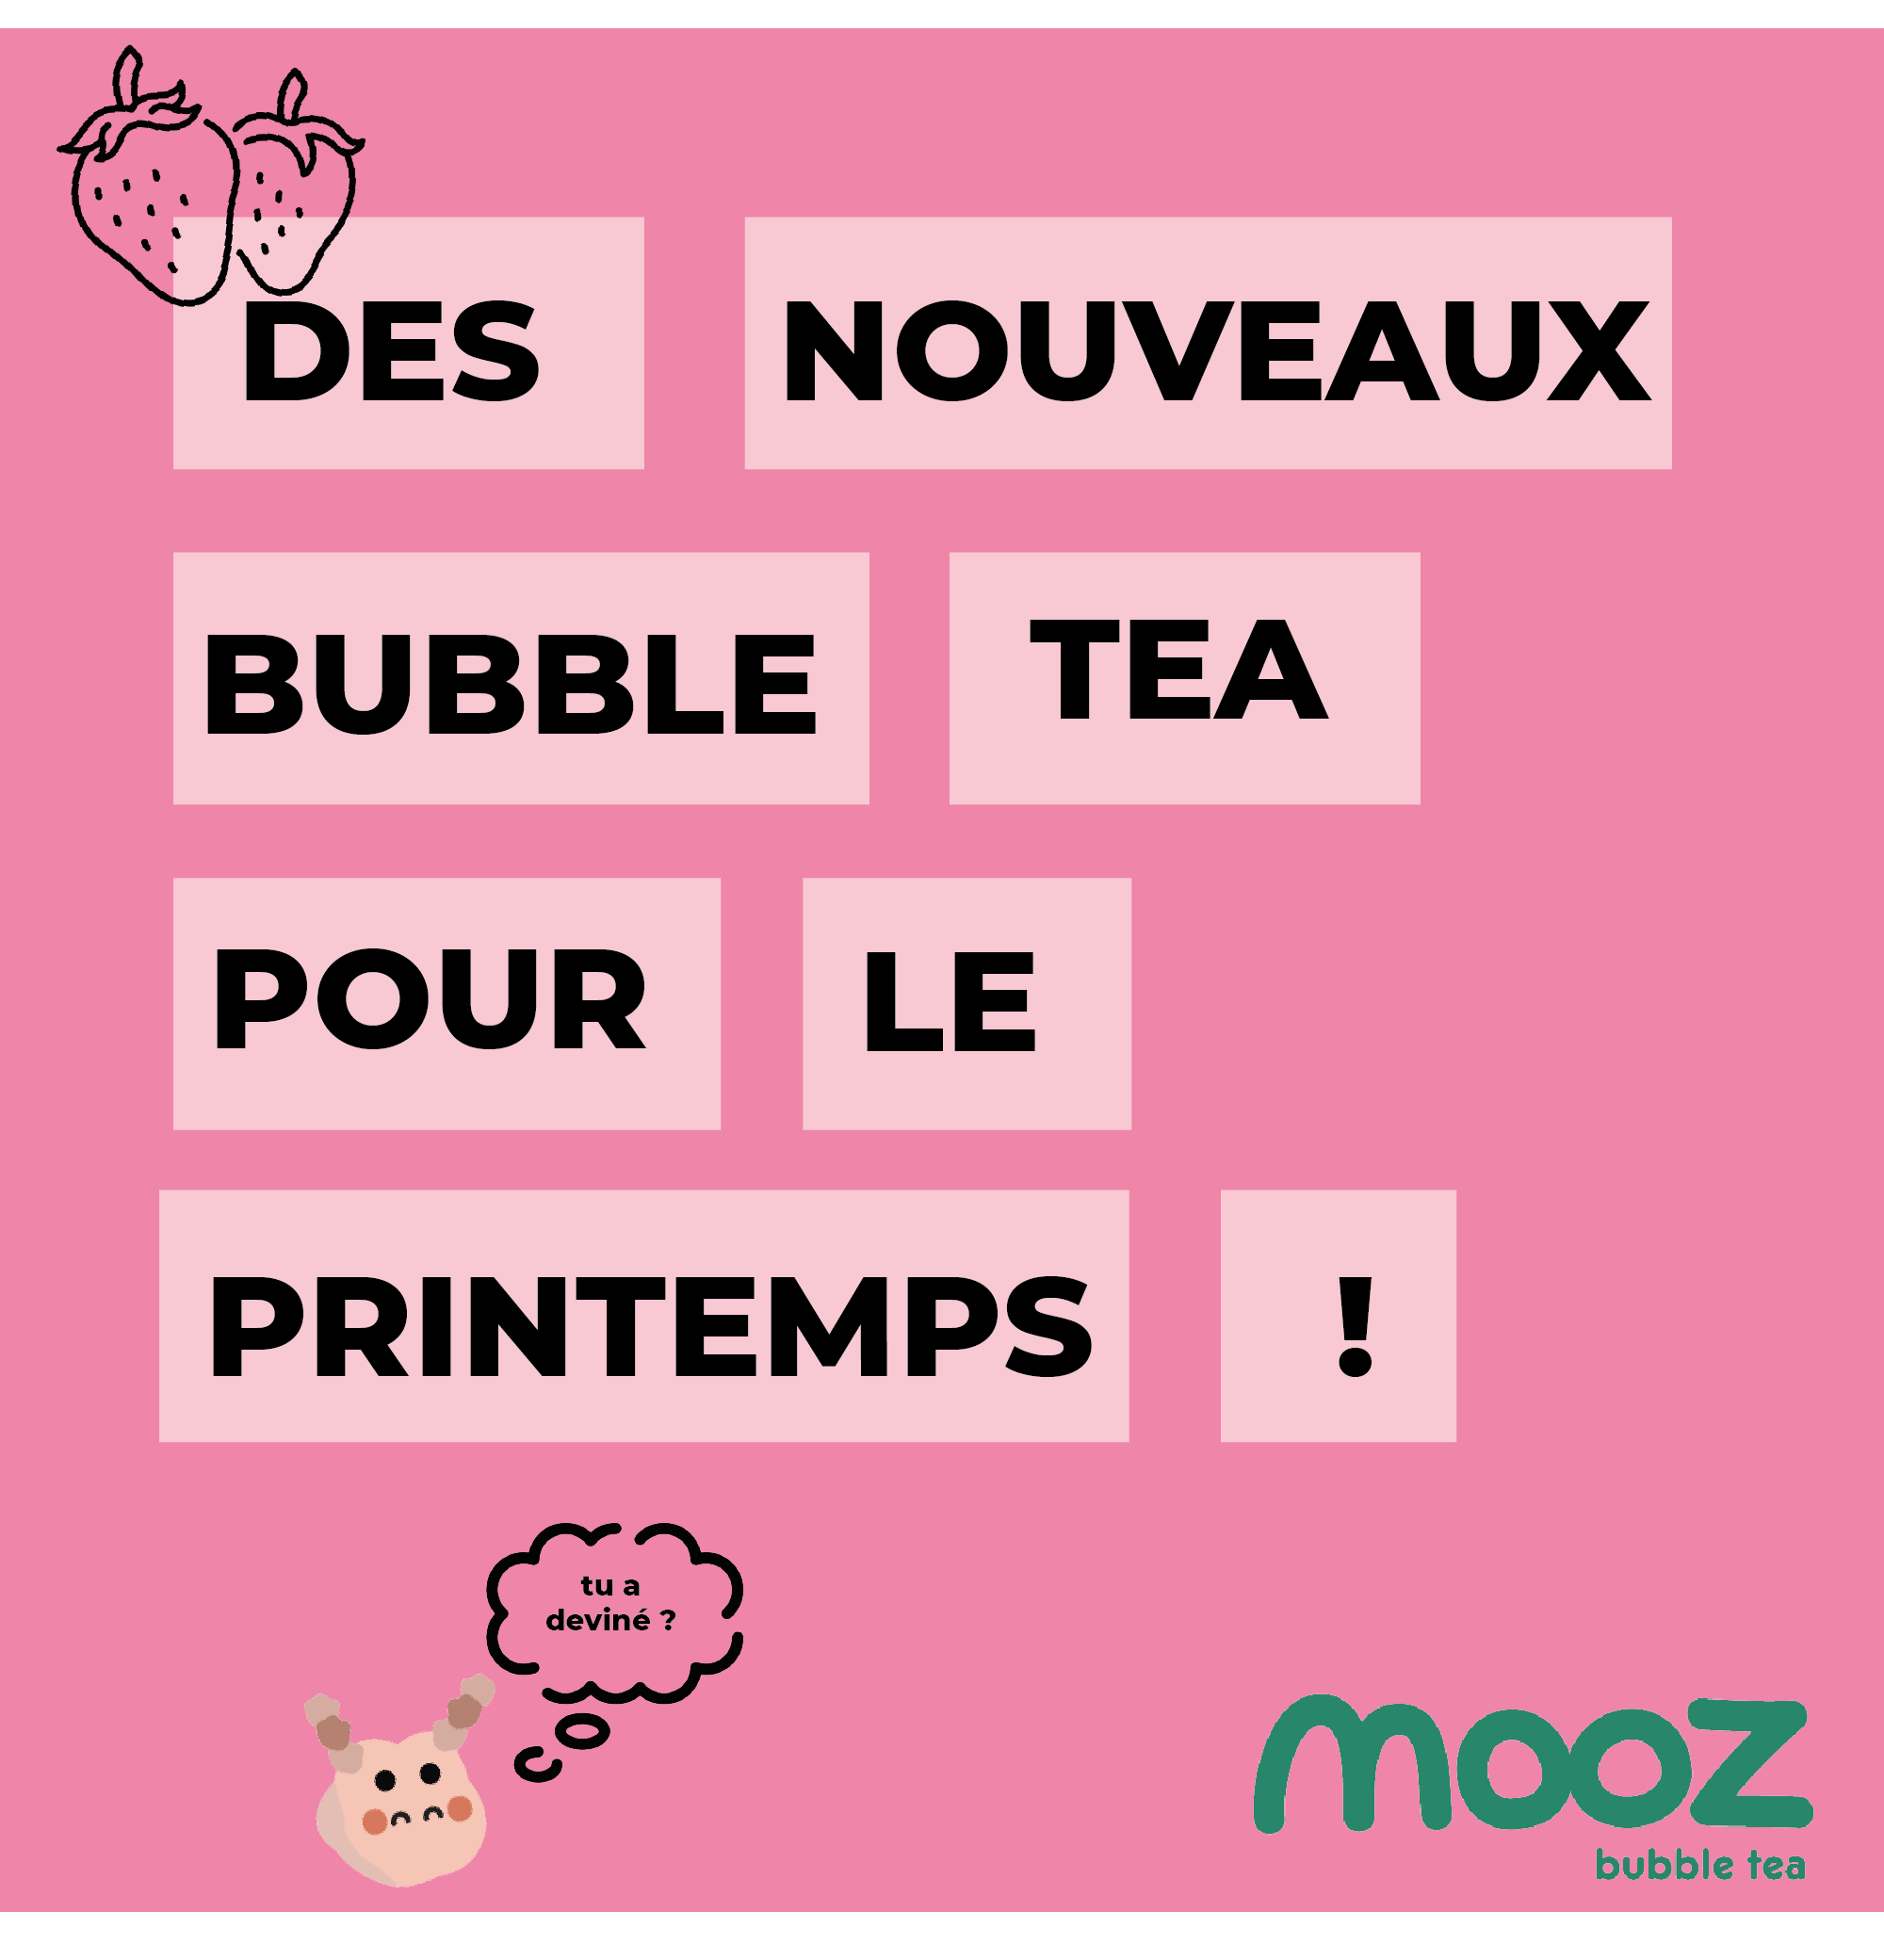 DES NOUVEAUX
BUBBLE TEA
POUR LE
PRINTEMPS !
tu a
deviné ?
mooz
bubble tea